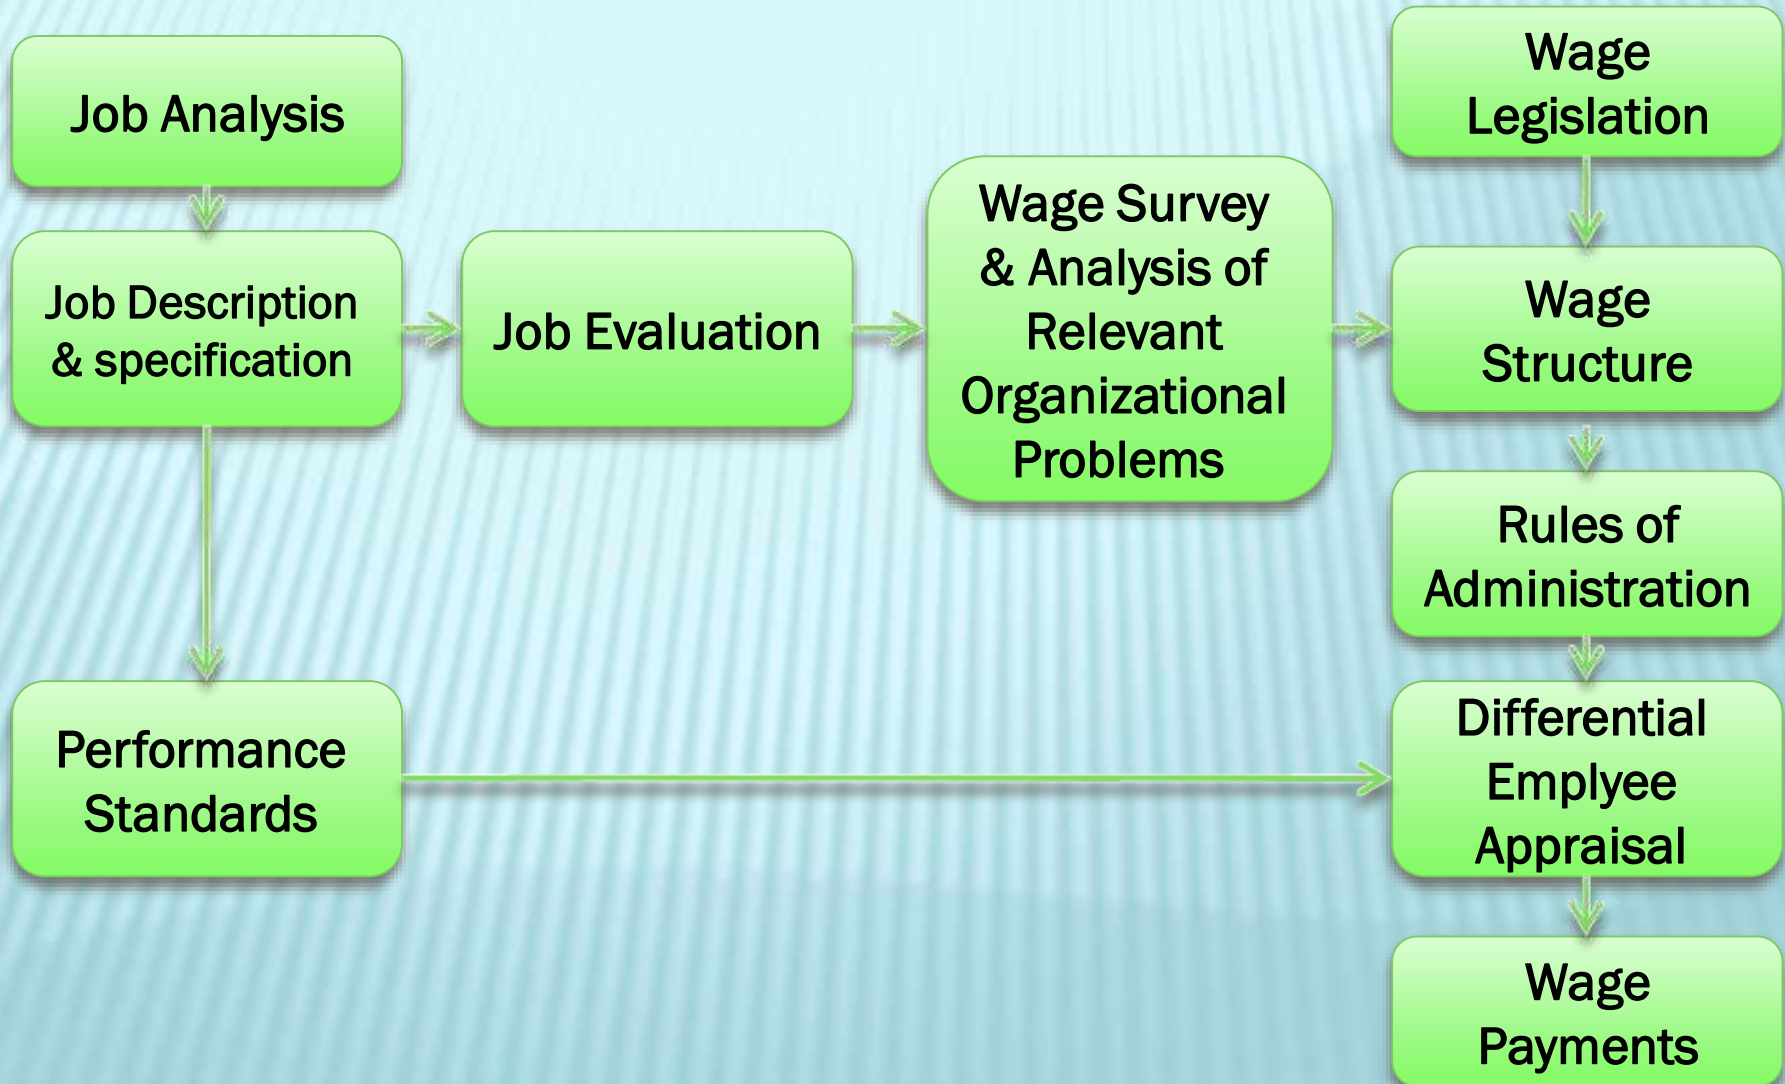 Job Analysis
Job Description
& specification
Job Evaluation
Wage Survey
& Analysis of
Relevant
Organizational
Problems
Wage
Legislation
Wage
Structure
Rules of
Administration
Performance
Standards
Differential
Emplyee
Appraisal
Wage
Payments